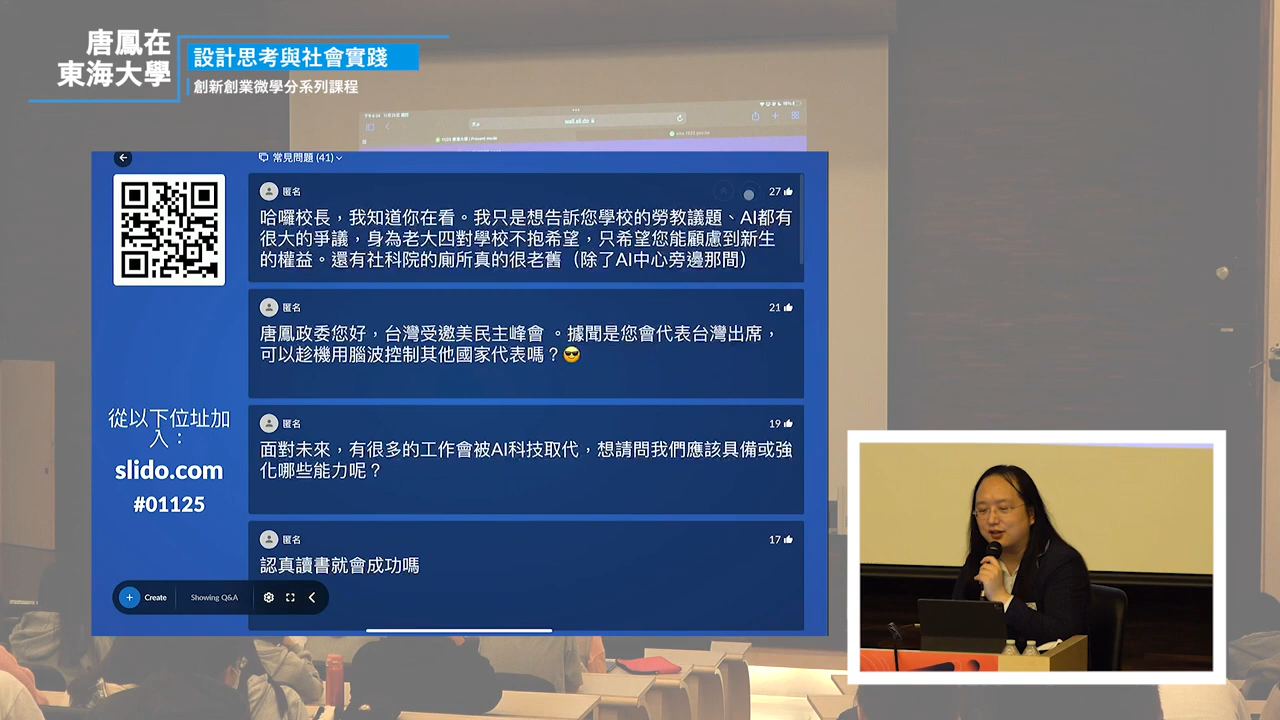 唐鳳在
東海大學
設計思考與社會實踐
創新創業微學分系列課程
wall.sli.do
常見問題 (41)
匿名
27
哈囉校長，我知道你在看。我只是想告訴您學校的勞教議題、AI都有
很大的爭議，身為老大四對學校不抱希望，只希望您能顧慮到新生
的權益。還有社科院的廁所真的很老舊（除了AI中心旁邊那間）
匿名
21
唐鳳政委您好，台灣受邀美民主峰會 。據聞是您會代表台灣出席，
可以趁機用腦波控制其他國家代表嗎？😎
匿名
19
面對未來，有很多的工作會被AI科技取代，想請問我們應該具備或強
化哪些能力呢？
匿名
17
認真讀書就會成功嗎
從以下位址加
入：
slido.com
#01125
Create
Showing Q&A